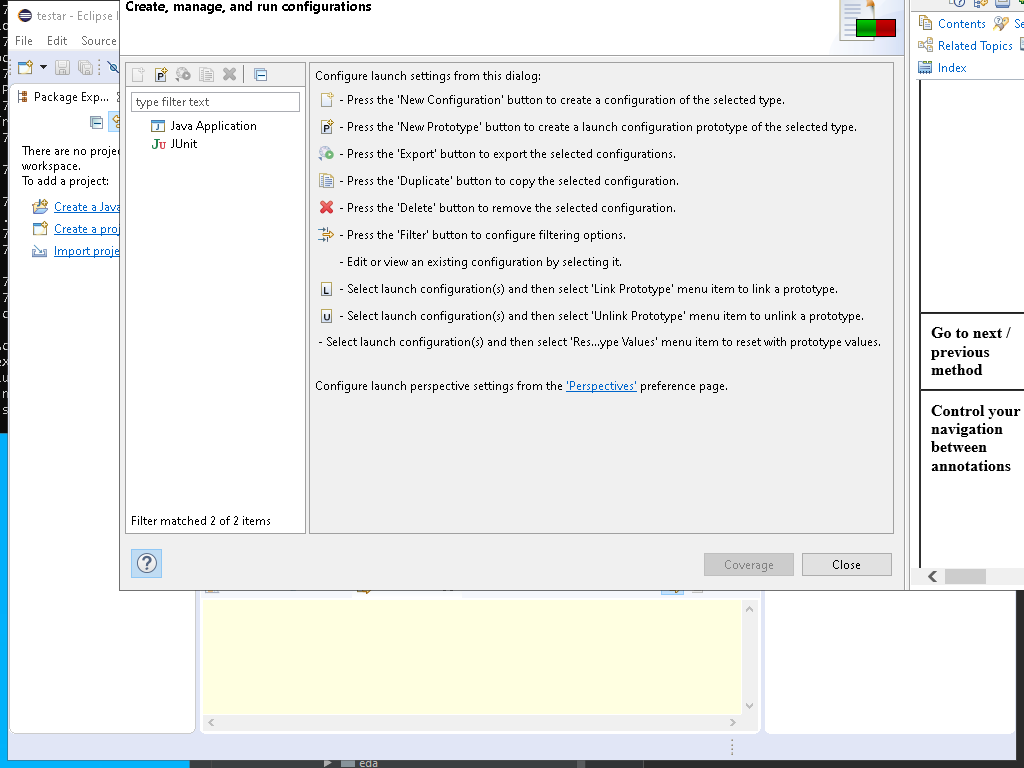 Create, manage, and run configurations
testar - Eclipse
File Edit Source
Package Exp...
There are no
workspace.
To add a project:
Create a Java
Create a
Import
type filter text
Java Application
JUnit
Filter matched 2 of 2 items
Configure launch settings from this dialog:
- Press the 'New Configuration' button to create a configuration of the selected type.
- Press the 'New Prototype' button to create a launch configuration prototype of the selected type.
- Press the 'Export' button to export the selected configurations.
- Press the 'Duplicate' button to copy the selected configuration.
- Press the 'Delete' button to remove the selected configuration.
- Press the 'Filter' button to configure filtering options.
- Edit or view an existing configuration by selecting it.
L - Select launch configuration(s) and then select 'Link Prototype' menu item to link a prototype.
U - Select launch configuration(s) and then select 'Unlink Prototype' menu item to unlink a prototype.
- Select launch configuration(s) and then select 'Res...ype Values' menu item to reset with prototype values.
Configure launch perspective settings from the 'Perspectives' preference page.
Coverage
Close
Contents
Related Topics
Index
Go to next /
previous
method
Control your
navigation
between
annotations
eda